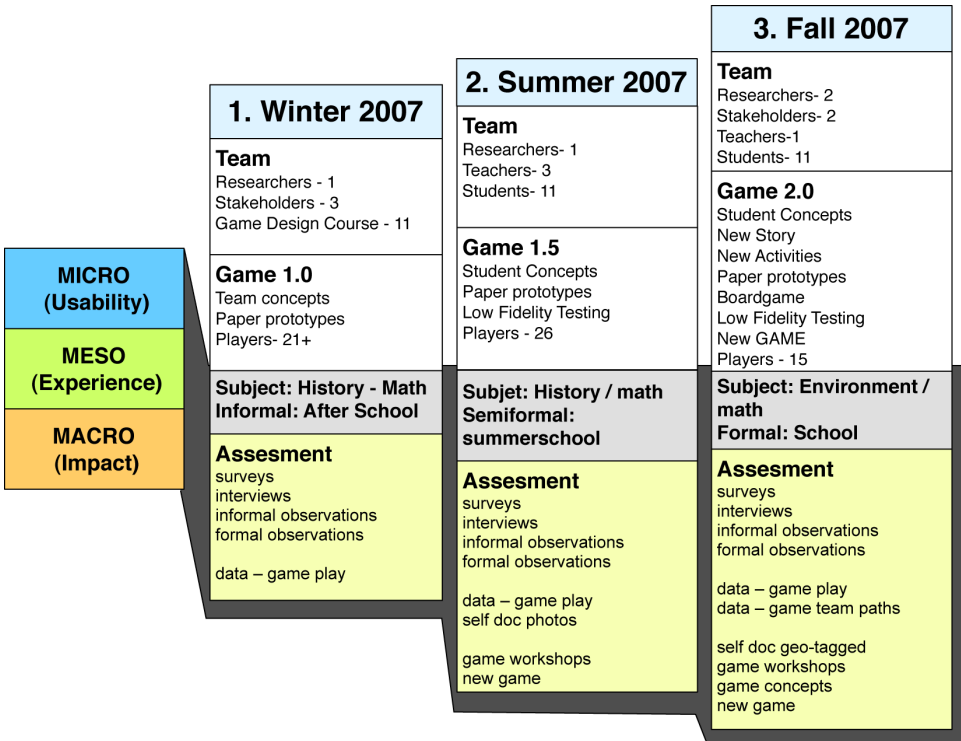 MICRO
(Usability)
MESO
(Experience)
MACRO
(Impact)
1. Winter 2007
Team
Researchers - 1
Stakeholders - 3
Game Design Course - 11
Game 1.0
Team concepts
Paper prototypes
Players- 21+
Subject: History - Math
Informal: After School
Assesment
surveys
interviews
informal observations
formal observations
data – game play
2. Summer 2007
Team
Researchers- 1
Teachers- 3
Students- 11
Game 1.5
Student Concepts
Paper prototypes
Low Fidelity Testing
Players - 26
Subjet: History / math
Semiformal:
summerschool
Assesment
surveys
interviews
informal observations
formal observations
data – game play
self doc photos
game workshops
new game
3. Fall 2007
Team
Researchers- 2
Stakeholders- 2
Teachers-1
Students- 11
Game 2.0
Student Concepts
New Story
New Activities
Paper prototypes
Boardgame
Low Fidelity Testing
New GAME
Players - 15
Subject: Environment /
math
Formal: School
Assesment
surveys
interviews
informal observations
formal observations
data – game play
data – game team paths
self doc geo-tagged
game workshops
game concepts
new game